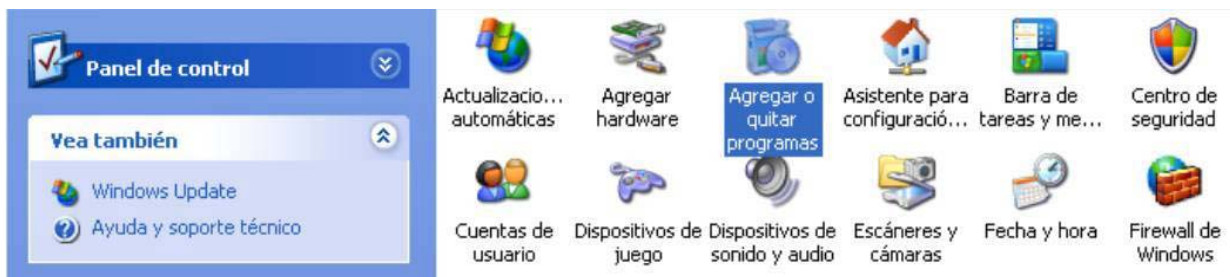 Panel de control
Vea también
Windows Update
Ayuda y soporte técnico
Actualizacio...
automáticas
Agregar
hardware
Agregar o
quitar
programas
Asistente para
configuració...
Barra de
tareas y me...
Centro de
seguridad
Cuentas de
usuario
Dispositivos de
juego
Dispositivos de
sonido y audio
Escáneres y
cámaras
Fecha y hora
Firewall de
Windows